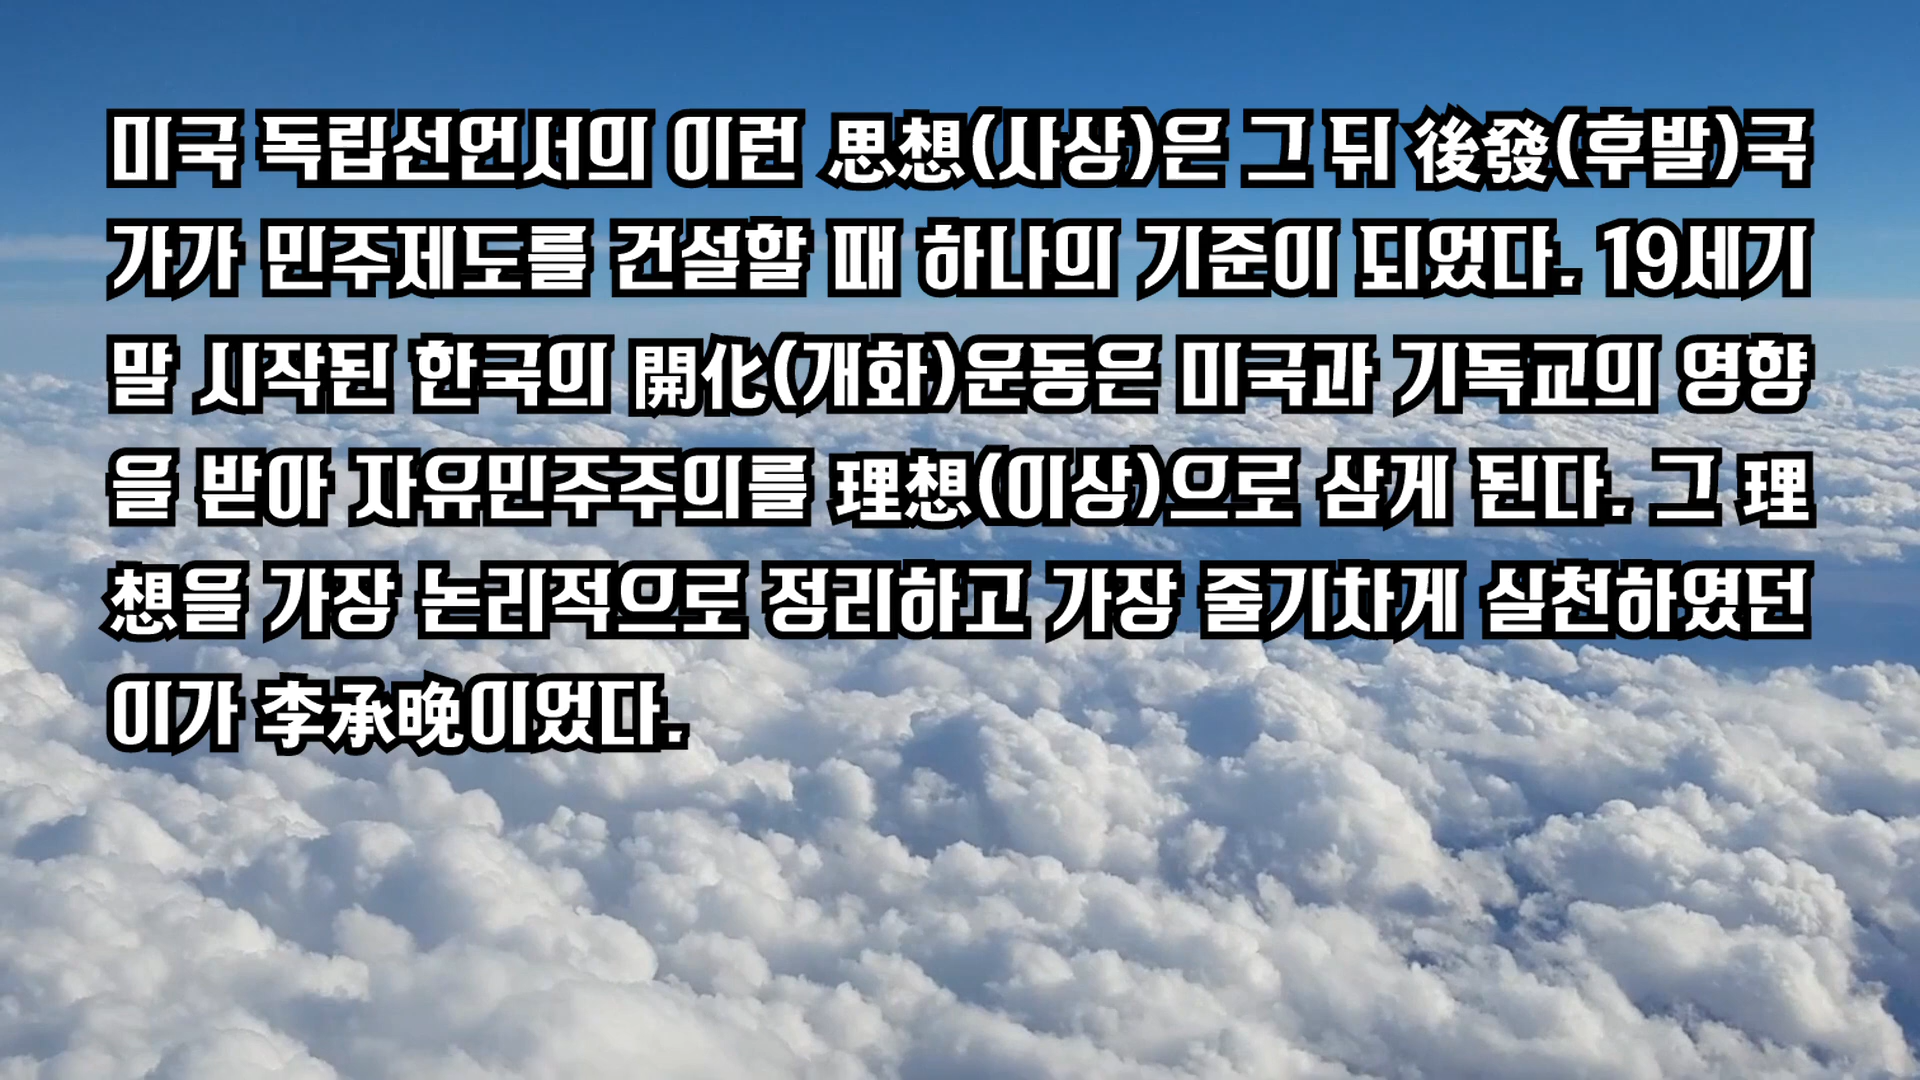 미국 독립선언서의 이런 思想(사상)은 그 뒤 後發(후발)국
가가 민주제도를 건설할 때 하나의 기준이 되었다. 19세기
말 시작된 한국의 開化(개화)운동은 미국과 기독교의 영향
을 받아 자유민주주의를 理想(이상)으로 삼게 된다. 그 理
想을 가장 논리적으로 정리하고 가장 줄기차게 실천하였던
이가 李承晩이었다.